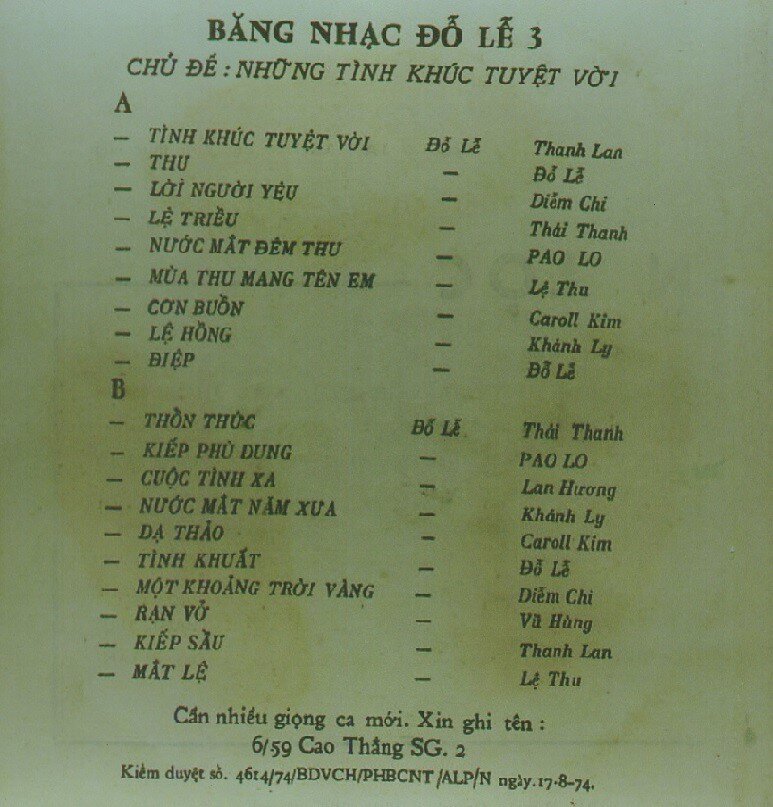 BĂNG NHẠC ĐỖ LỄ 3
CHỦ ĐỀ : NHỮNG TÌNH KHÚC TUYỆT VỜI
A
— TÌNH KHÚC TUYỆT VỜI Đỗ Lễ Thanh Lan
— THU — Đỗ Lễ
— LỜI NGƯỜI YÊU — Diễm Chi
— LỆ TRIỀU — Thái Thanh
— NƯỚC MẮT ĐÊM THU — PAO LO
— MÙA THU MANG TÊN EM — Lệ Thu
— CƠN BUỒN — Caroll Kim
— LỆ HỒNG — Khánh Ly
— ĐIỆP — Đỗ Lễ
B
— THỔN THỨC Đỗ Lễ Thái Thanh
— KIẾP PHÙ DUNG — PAO LO
— CUỘC TÌNH XA — Lan Hương
— NƯỚC MẮT NĂM XƯA — Khánh Ly
— DẠ THẢO — Caroll Kim
— TÌNH KHUẤT — Đỗ Lễ
— MỘT KHOẢNG TRỜI VÀNG — Diễm Chi
— RẠN VỞ — Vũ Hùng
— KIẾP SẦU — Thanh Lan
— MẮT LỆ — Lệ Thu
Cần nhiều giọng ca mới. Xin ghi tên :
6/59 Cao Thắng SG. 2
Kiểm duyệt số. 4614/74/BDVCH/PHBCNT/ALP/N ngày.17-8-74.